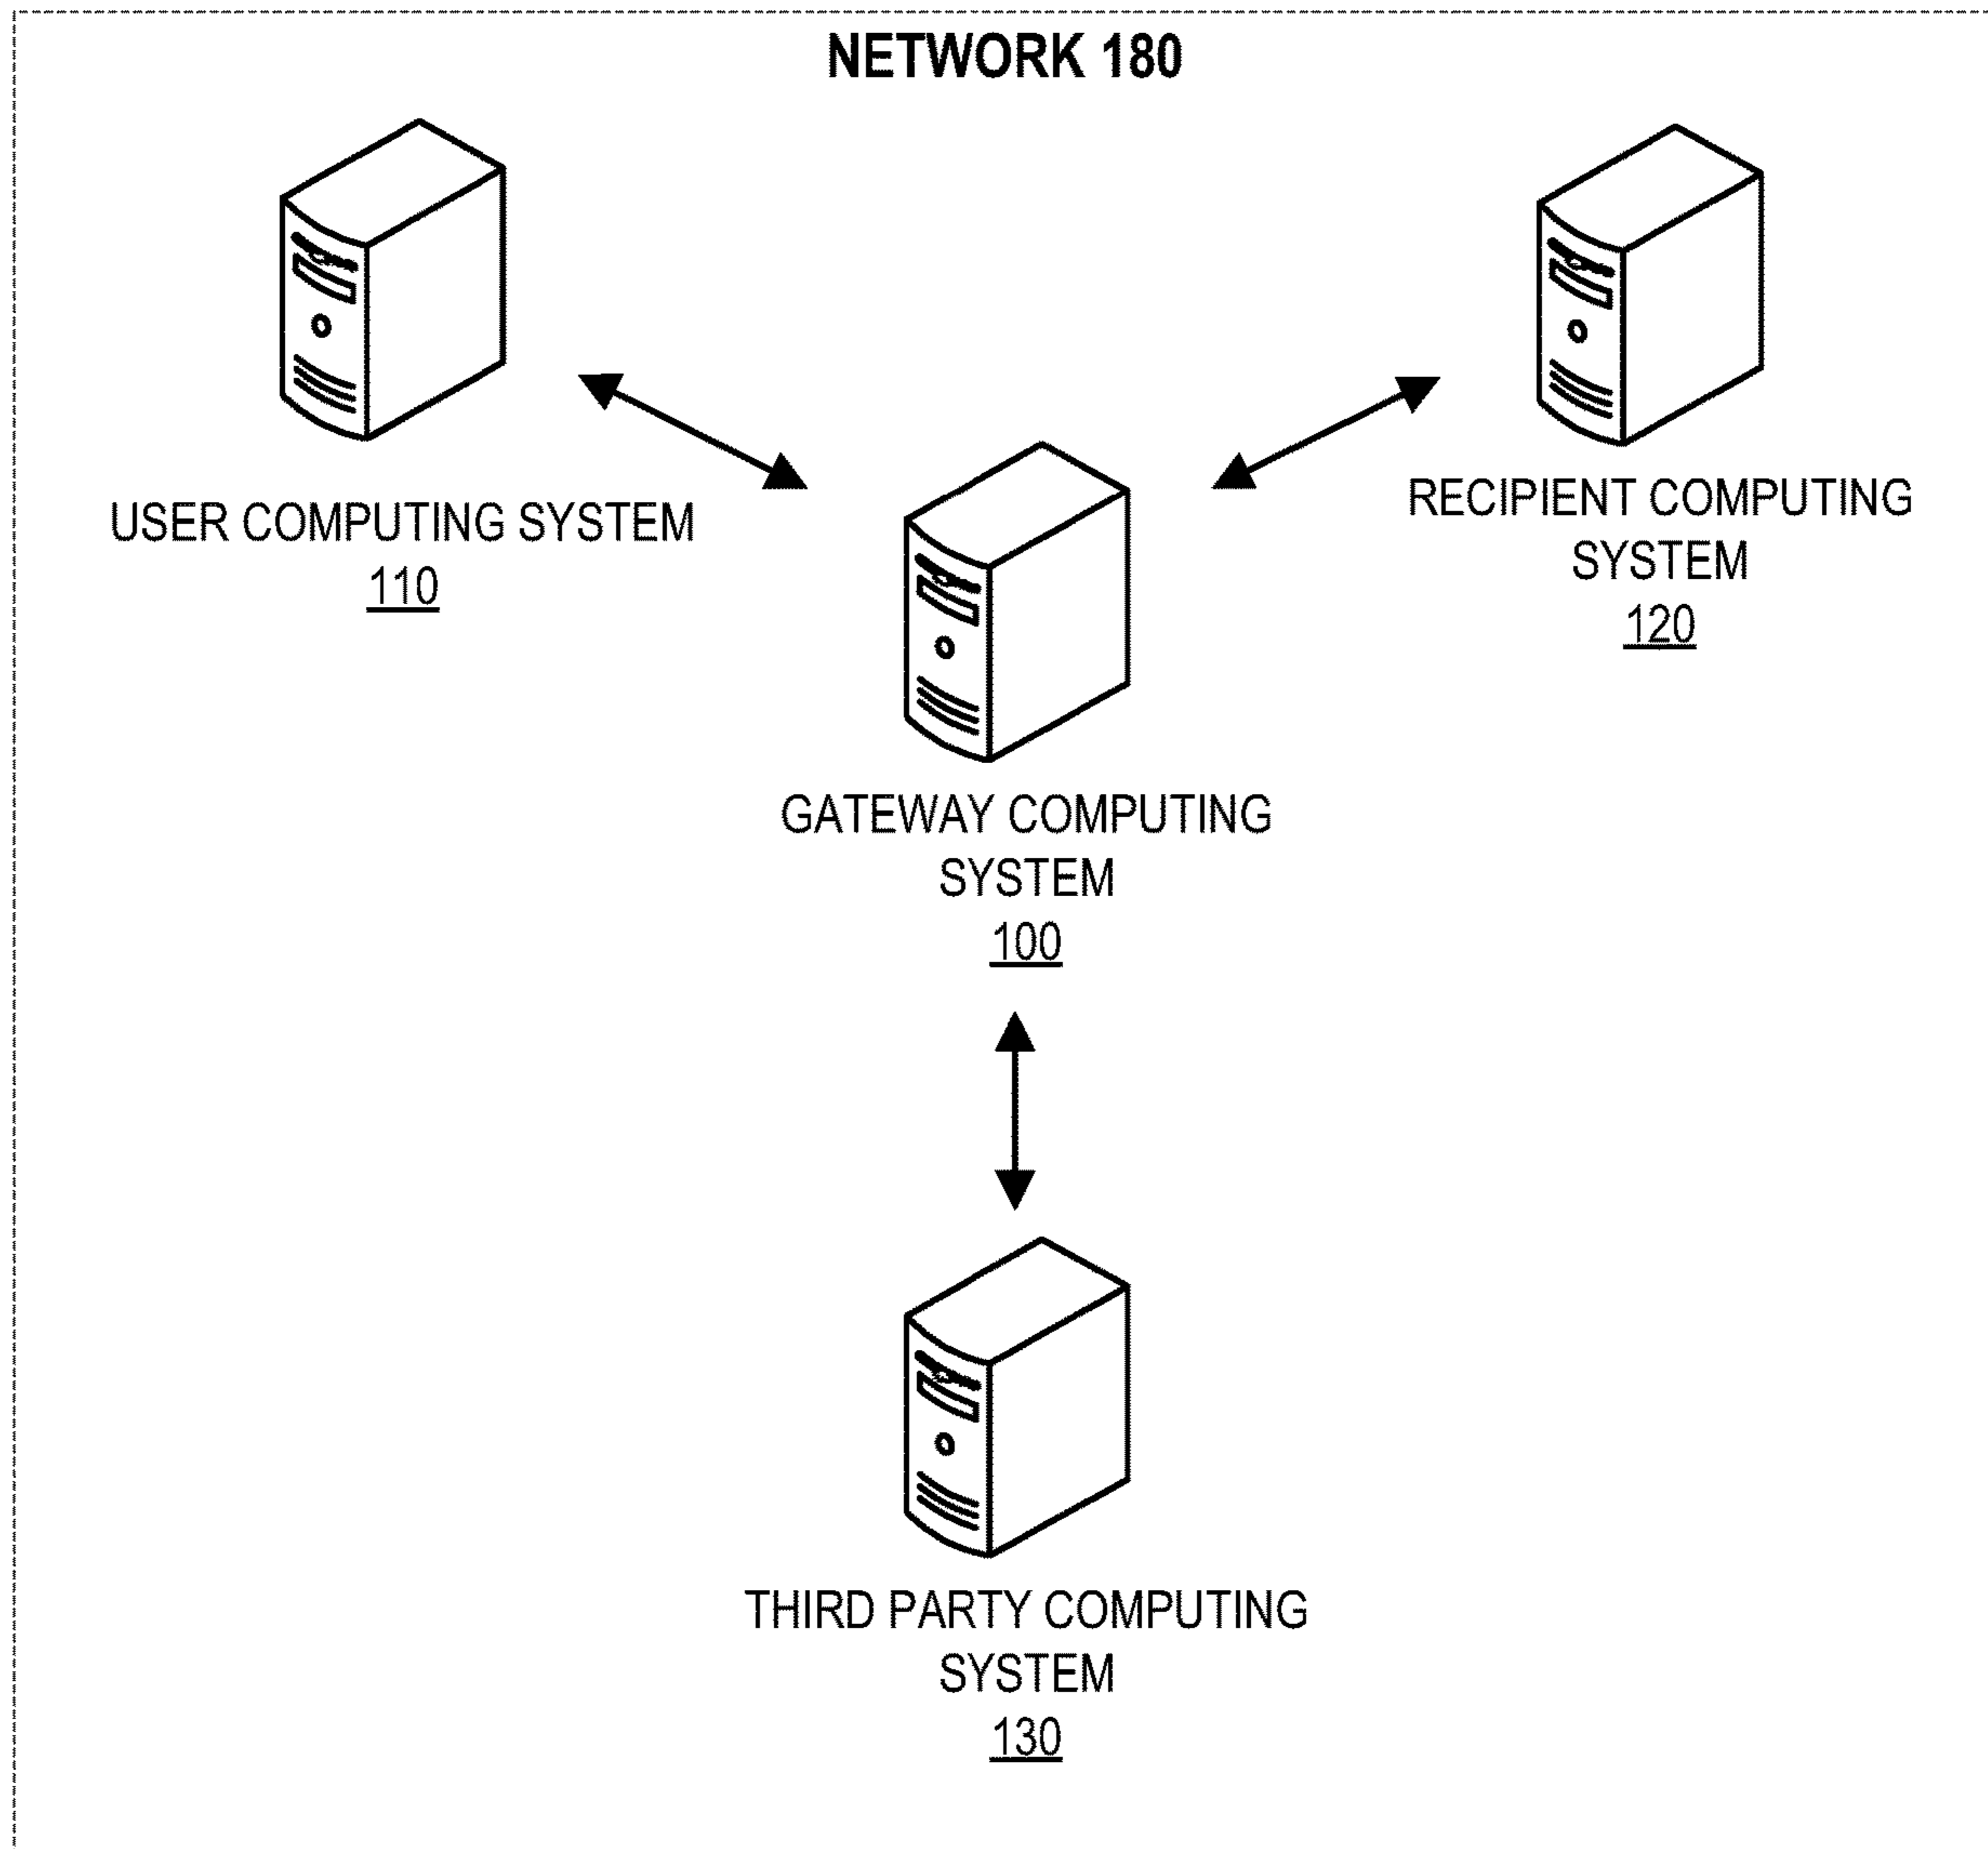 NETWORK 180
USER COMPUTING SYSTEM
110
RECIPIENT COMPUTING
SYSTEM
120
GATEWAY COMPUTING
SYSTEM
100
THIRD PARTY COMPUTING
SYSTEM
130